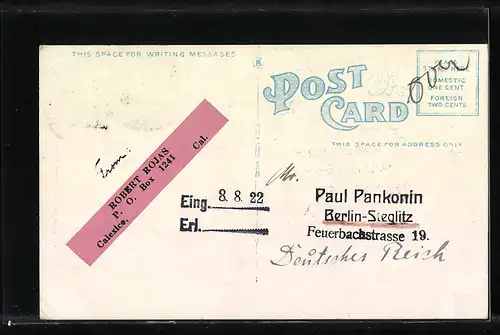 THIS SPACE FOR WRITING MESSAGES
POST
CARD
DOMESTIC
ONE CENT
FOREIGN
TWO CENTS
THIS SPACE FOR ADDRESS ONLY
From:
ROBERT ROJAS
P. O. Box 1241
Calexico, Cal.
Eing. 8. 8. 22
Erl.
Mr.
Paul Pankonin
Berlin-Steglitz
Feuerbachstrasse 19.
Deutsches Reich